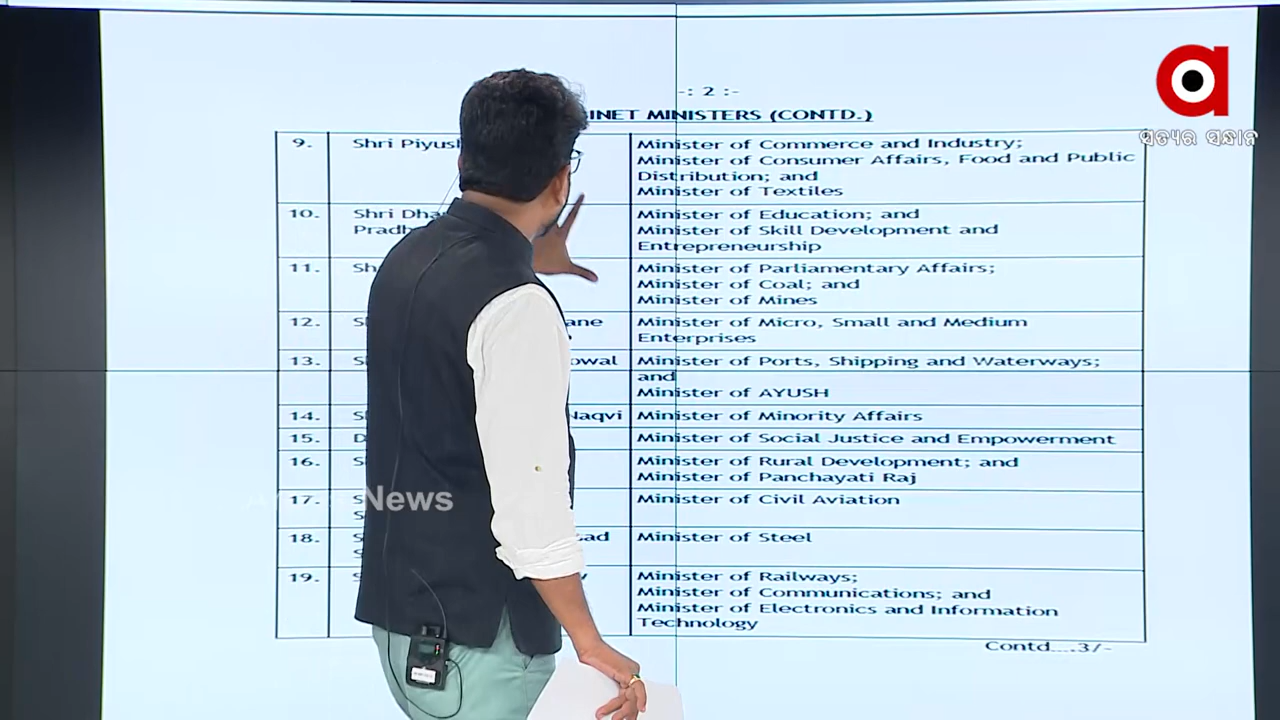 -: 2 :-
INET MINISTERS (CONTD.)
ସତ୍ୟର ସନ୍ଧାନ
9. Shri Piyush Minister of Commerce and Industry;
Minister of Consumer Affairs, Food and Public
Distribution; and
Minister of Textiles
10. Shri Dha Minister of Education; and
Pradh Minister of Skill Development and
Entrepreneurship
11. Sh Minister of Parliamentary Affairs;
Minister of Coal; and
Minister of Mines
12. Sh ane Minister of Micro, Small and Medium
Enterprises
13. Sh owal Minister of Ports, Shipping and Waterways;
and
Minister of AYUSH
14. Sh Naqvi Minister of Minority Affairs
15. D Minister of Social Justice and Empowerment
16. S Minister of Rural Development; and
Minister of Panchayati Raj
17. S Minister of Civil Aviation
S
News
18. S Minister of Steel
S
19. S Minister of Railways;
Minister of Communications; and
Minister of Electronics and Information
Technology
Contd....3/-